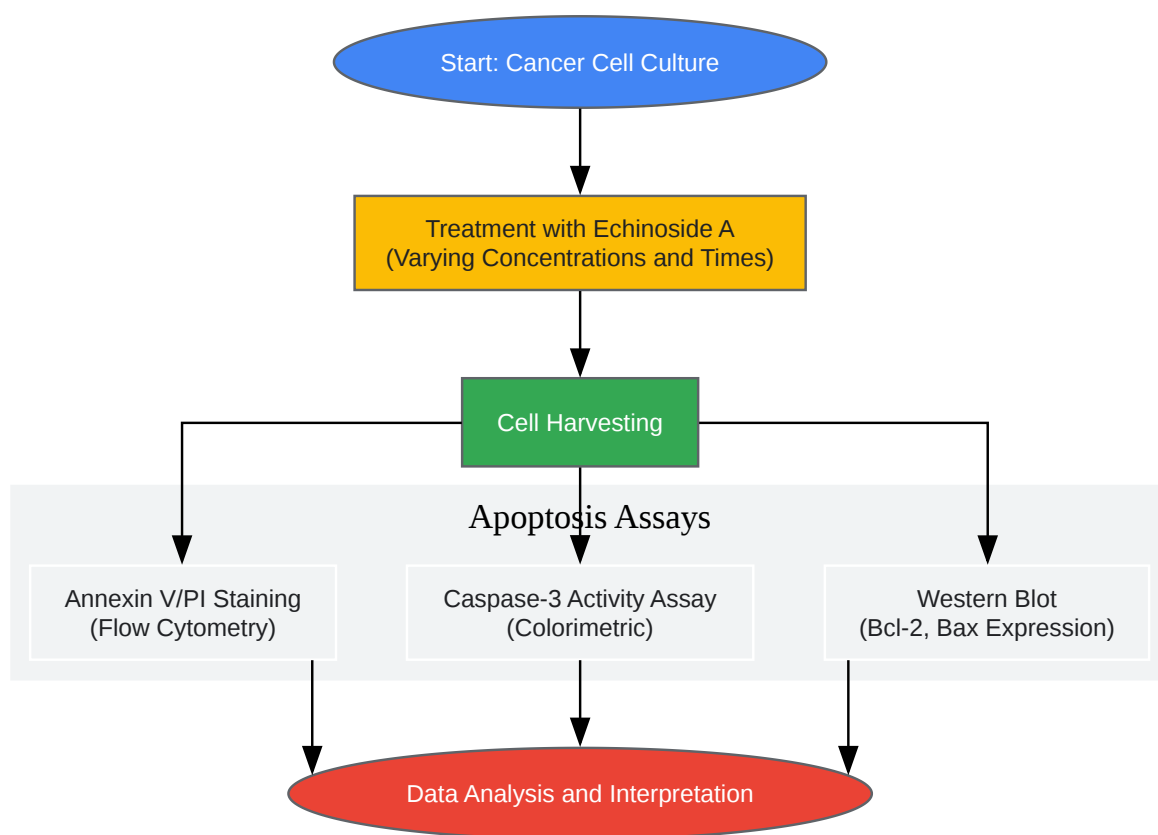 Start: Cancer Cell Culture
Treatment with Echinoside A
(Varying Concentrations and Times)
Cell Harvesting
Apoptosis Assays
Annexin V/PI Staining
(Flow Cytometry)
Caspase-3 Activity Assay
(Colorimetric)
Western Blot
(Bcl-2, Bax Expression)
Data Analysis and Interpretation